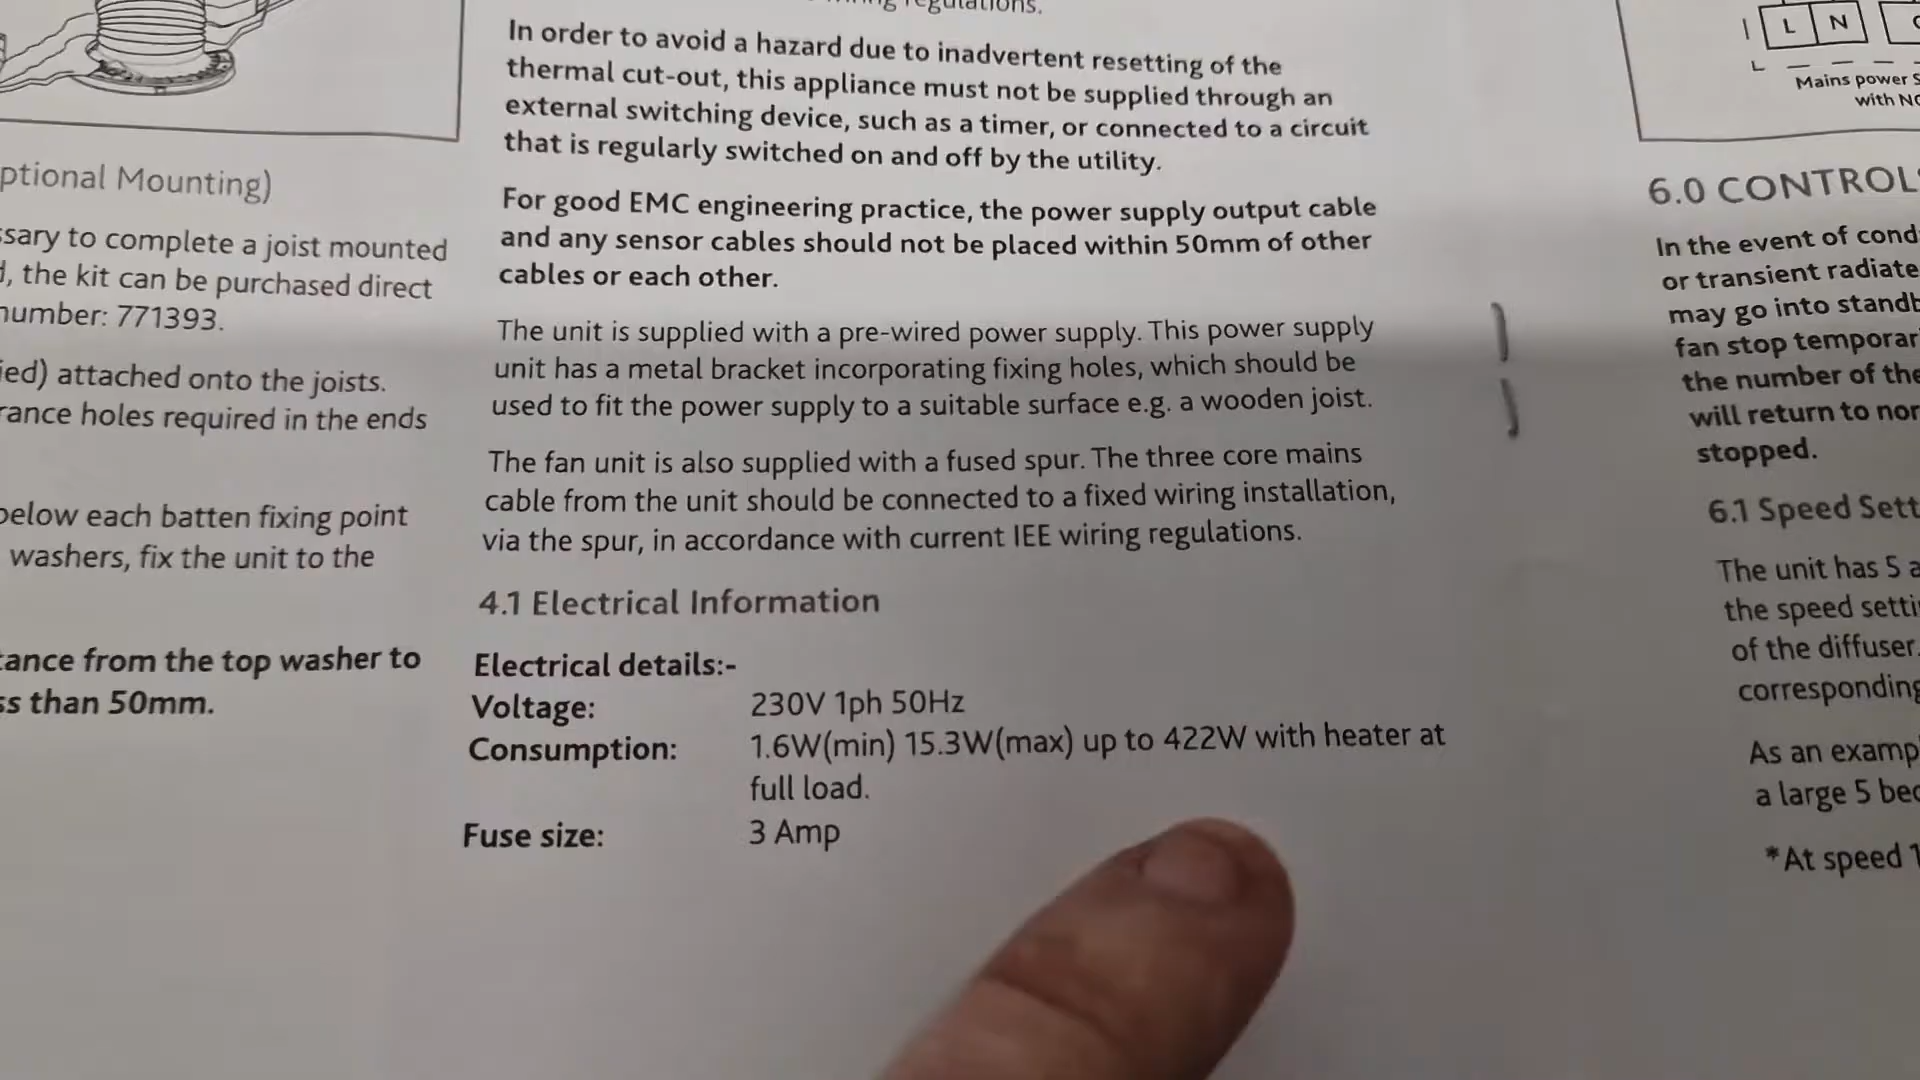 regulations.
In order to avoid a hazard due to inadvertent resetting of the
thermal cut-out, this appliance must not be supplied through an
external switching device, such as a timer, or connected to a circuit
that is regularly switched on and off by the utility.
For good EMC engineering practice, the power supply output cable
and any sensor cables should not be placed within 50mm of other
cables or each other.
The unit is supplied with a pre-wired power supply. This power supply
unit has a metal bracket incorporating fixing holes, which should be
used to fit the power supply to a suitable surface e.g. a wooden joist.
The fan unit is also supplied with a fused spur. The three core mains
cable from the unit should be connected to a fixed wiring installation,
via the spur, in accordance with current IEE wiring regulations.
4.1 Electrical Information
Electrical details:-
Voltage: 230V 1ph 50Hz
Consumption: 1.6W(min) 15.3W(max) up to 422W with heater at
full load.
Fuse size: 3 Amp
ptional Mounting)
ssary to complete a joist mounted
, the kit can be purchased direct
number: 771393.
ied) attached onto the joists.
rance holes required in the ends
below each batten fixing point
washers, fix the unit to the
tance from the top washer to
ss than 50mm.
L N
L
Mains power S
with NO
6.0 CONTROLS
In the event of cond
or transient radiate
may go into standb
fan stop temporar
the number of the
will return to nor
stopped.
6.1 Speed Sett
The unit has 5 a
the speed setti
of the diffuser.
corresponding
As an examp
a large 5 bed
*At speed 1